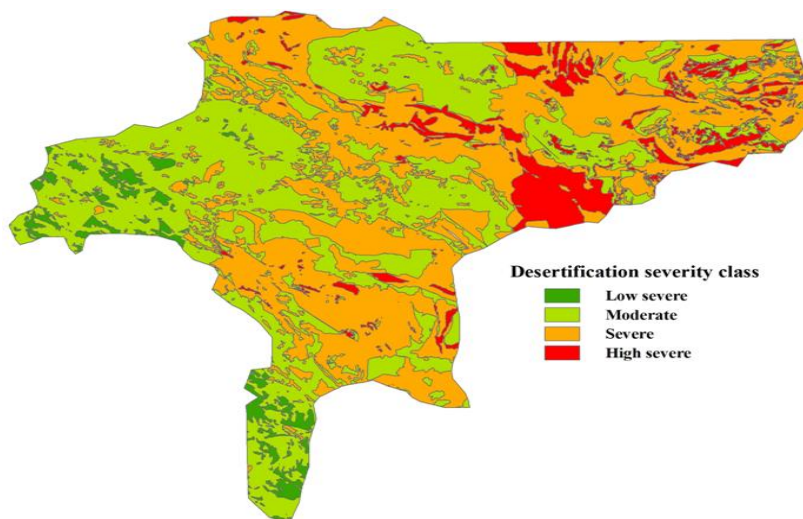 Desertification severity class
Low severe
Moderate
Severe
High severe